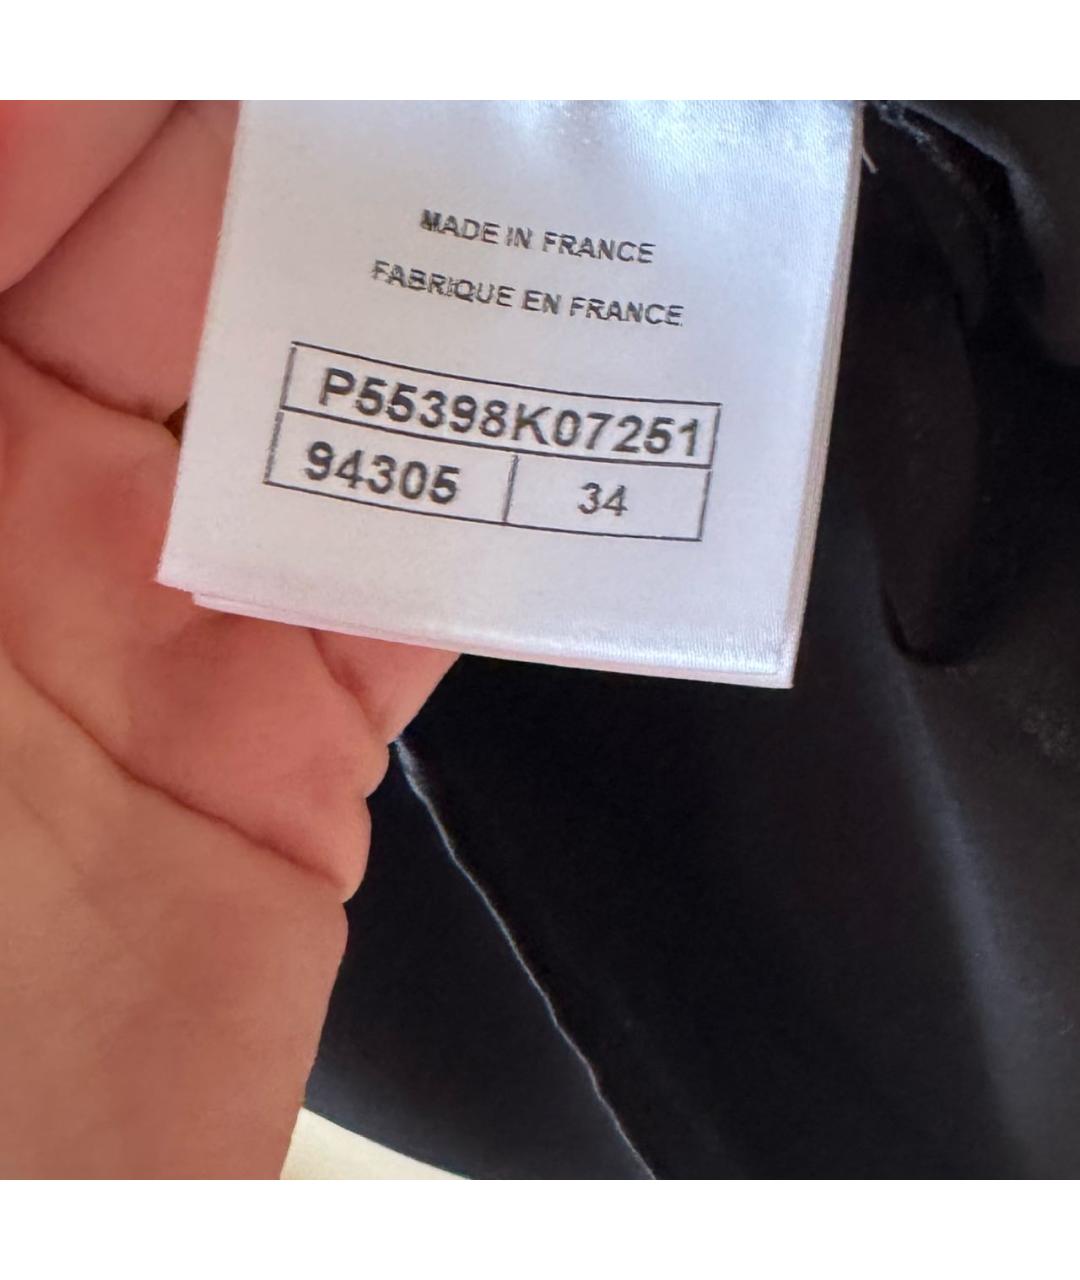 MADE IN FRANCE
FABRIQUE EN FRANCE
P55398K07251
94305 34